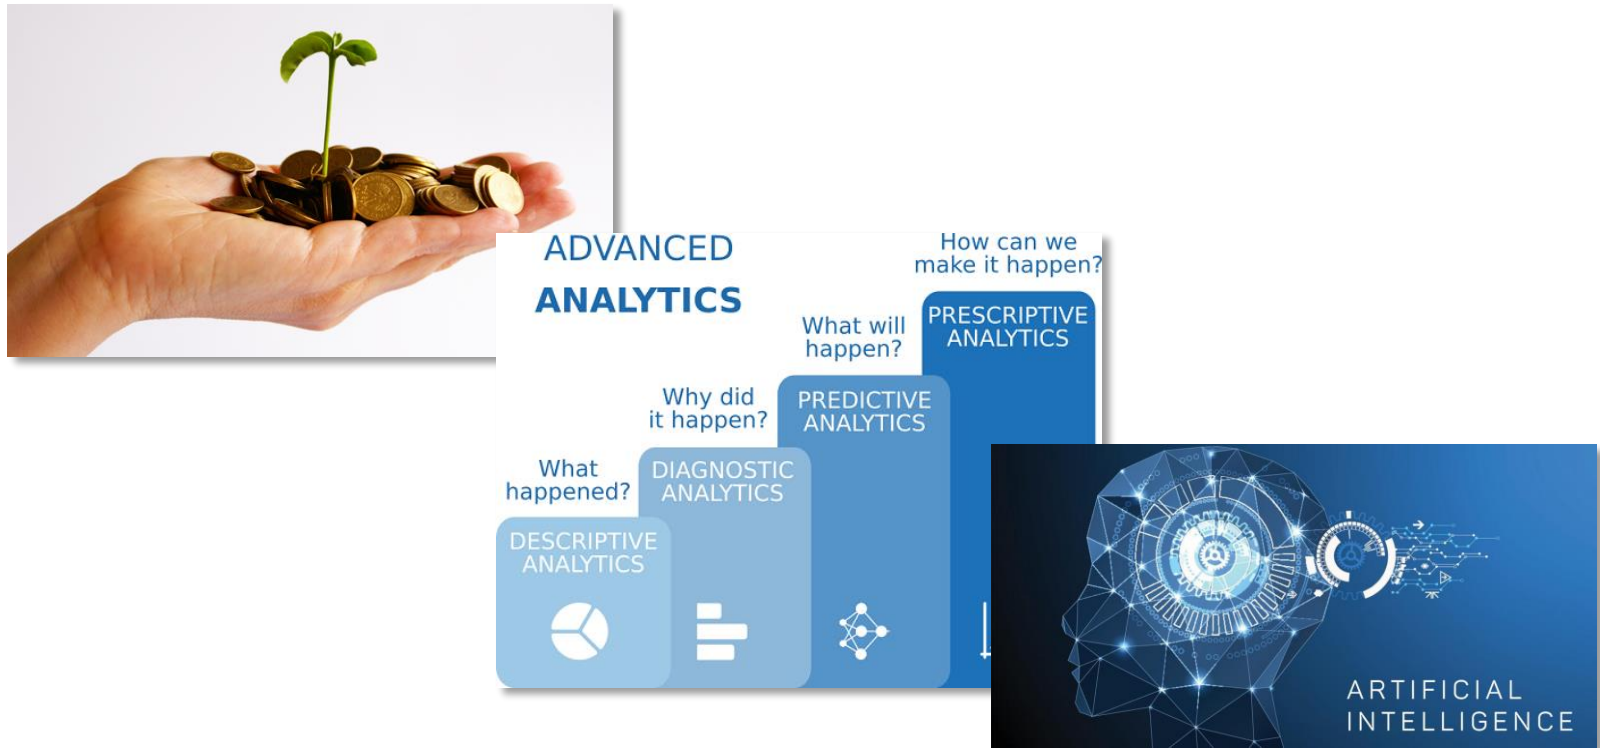 ADVANCED
ANALYTICS
How can we
make it happen?
PRESCRIPTIVE
ANALYTICS
What will
happen?
PREDICTIVE
ANALYTICS
Why did
it happen?
DIAGNOSTIC
ANALYTICS
What
happened?
DESCRIPTIVE
ANALYTICS
ARTIFICIAL
INTELLIGENCE